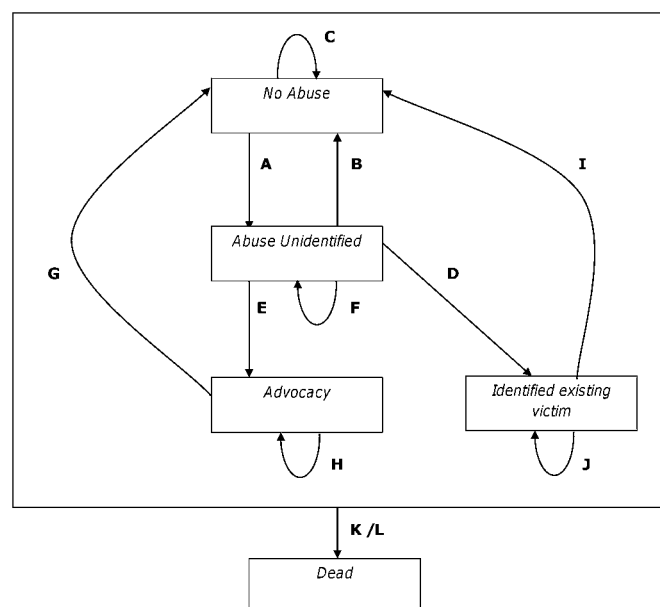 C
No Abuse
A
B
I
Abuse Unidentified
G
D
E
F
Advocacy
Identified existing
victim
H
J
K /L
Dead